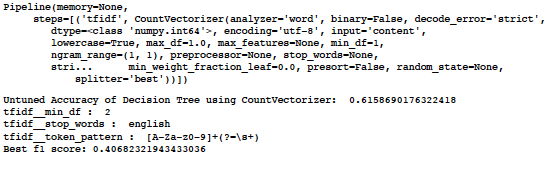 Pipeline(memory=None,
steps=[('tfidf', CountVectorizer(analyzer='word', binary=False, decode_error='strict',
dtype=<class 'numpy.int64'>, encoding='utf-8', input='content',
lowercase=True, max_df=1.0, max_features=None, min_df=1,
ngram_range=(1, 1), preprocessor=None, stop_words=None,
stri... min_weight_fraction_leaf=0.0, presort=False, random_state=None,
splitter='best'))])
Untuned Accuracy of Decision Tree using CountVectorizer: 0.6158690176322418
tfidf__min_df : 2
tfidf__stop_words : english
tfidf__token_pattern : [A-Za-z0-9]+(?=\s+)
Best f1 score: 0.40682321943433036